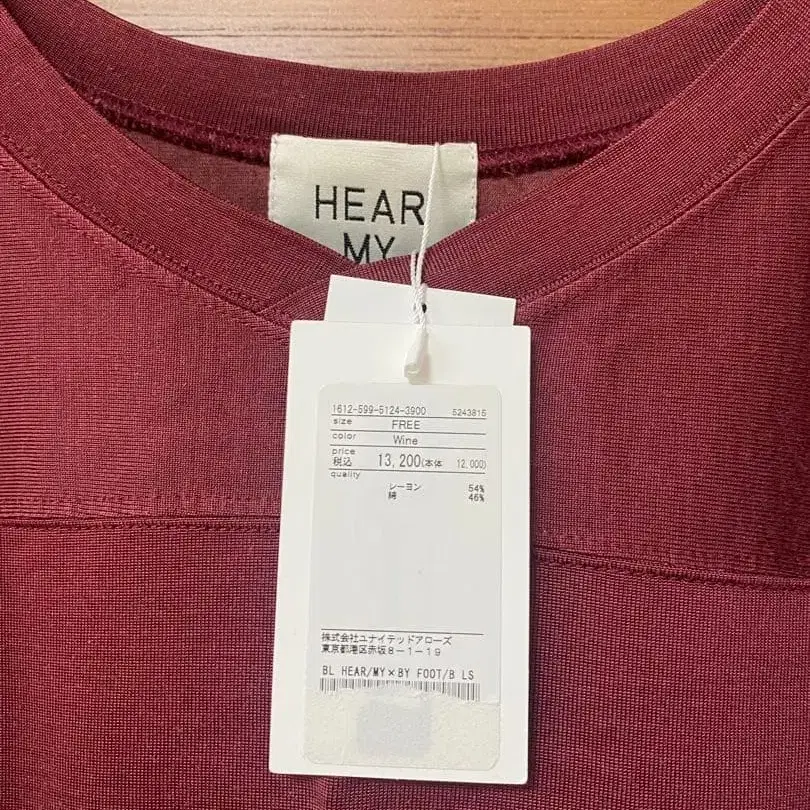 HEAR
MY
1612-599-5124-3900 5243815
size FREE
color Wine
price
税込 13,200(本体 12,000)
quality
レーヨン 54%
綿 46%
株式会社ユナイテッドアローズ
東京都港区赤坂8-1-19
BL HEAR/MY×BY FOOT/B LS